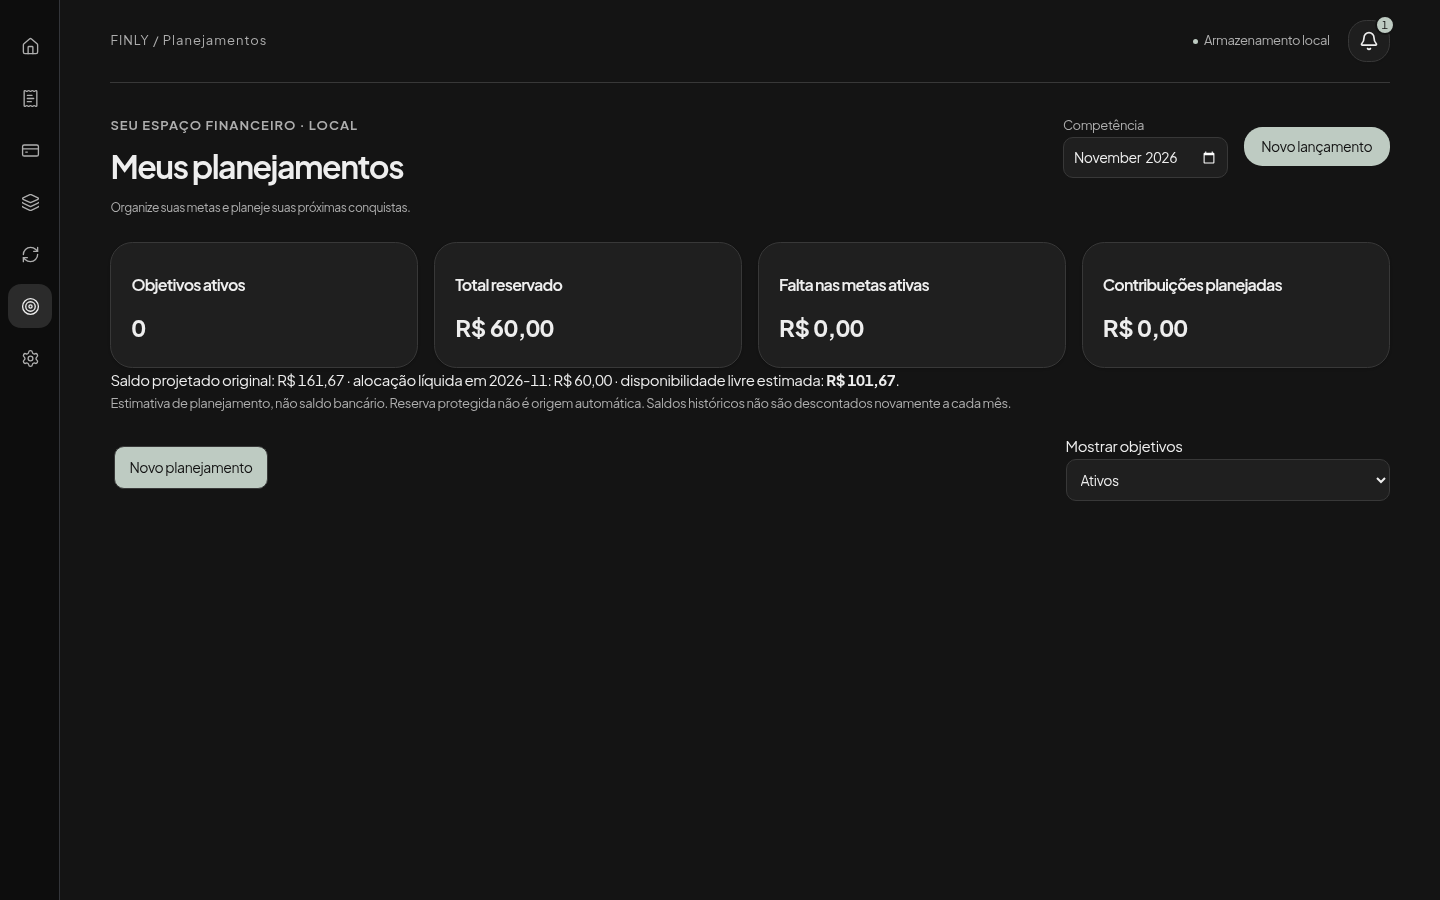 FINLY / Planejamentos
Armazenamento local
1
SEU ESPAÇO FINANCEIRO · LOCAL
Meus planejamentos
Organize suas metas e planeje suas próximas conquistas.
Competência
November 2026
Novo lançamento
Objetivos ativos
0
Total reservado
R$ 60,00
Falta nas metas ativas
R$ 0,00
Contribuições planejadas
R$ 0,00
Saldo projetado original: R$ 161,67 · alocação líquida em 2026-11: R$ 60,00 · disponibilidade livre estimada: R$ 101,67.
Estimativa de planejamento, não saldo bancário. Reserva protegida não é origem automática. Saldos históricos não são descontados novamente a cada mês.
Novo planejamento
Mostrar objetivos
Ativos